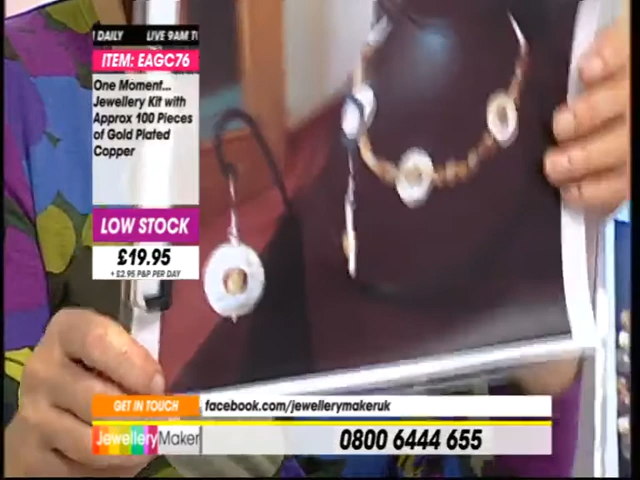 DAILY LIVE 9AM T
ITEM: EAGC76
One Moment...
Jewellery Kit with
Approx 100 Pieces
of Gold Plated
Copper
LOW STOCK
£19.95
+ £2.95 P&P PER DAY
GET IN TOUCH facebook.com/jewellerymakeruk
JewelleryMaker 0800 6444 655